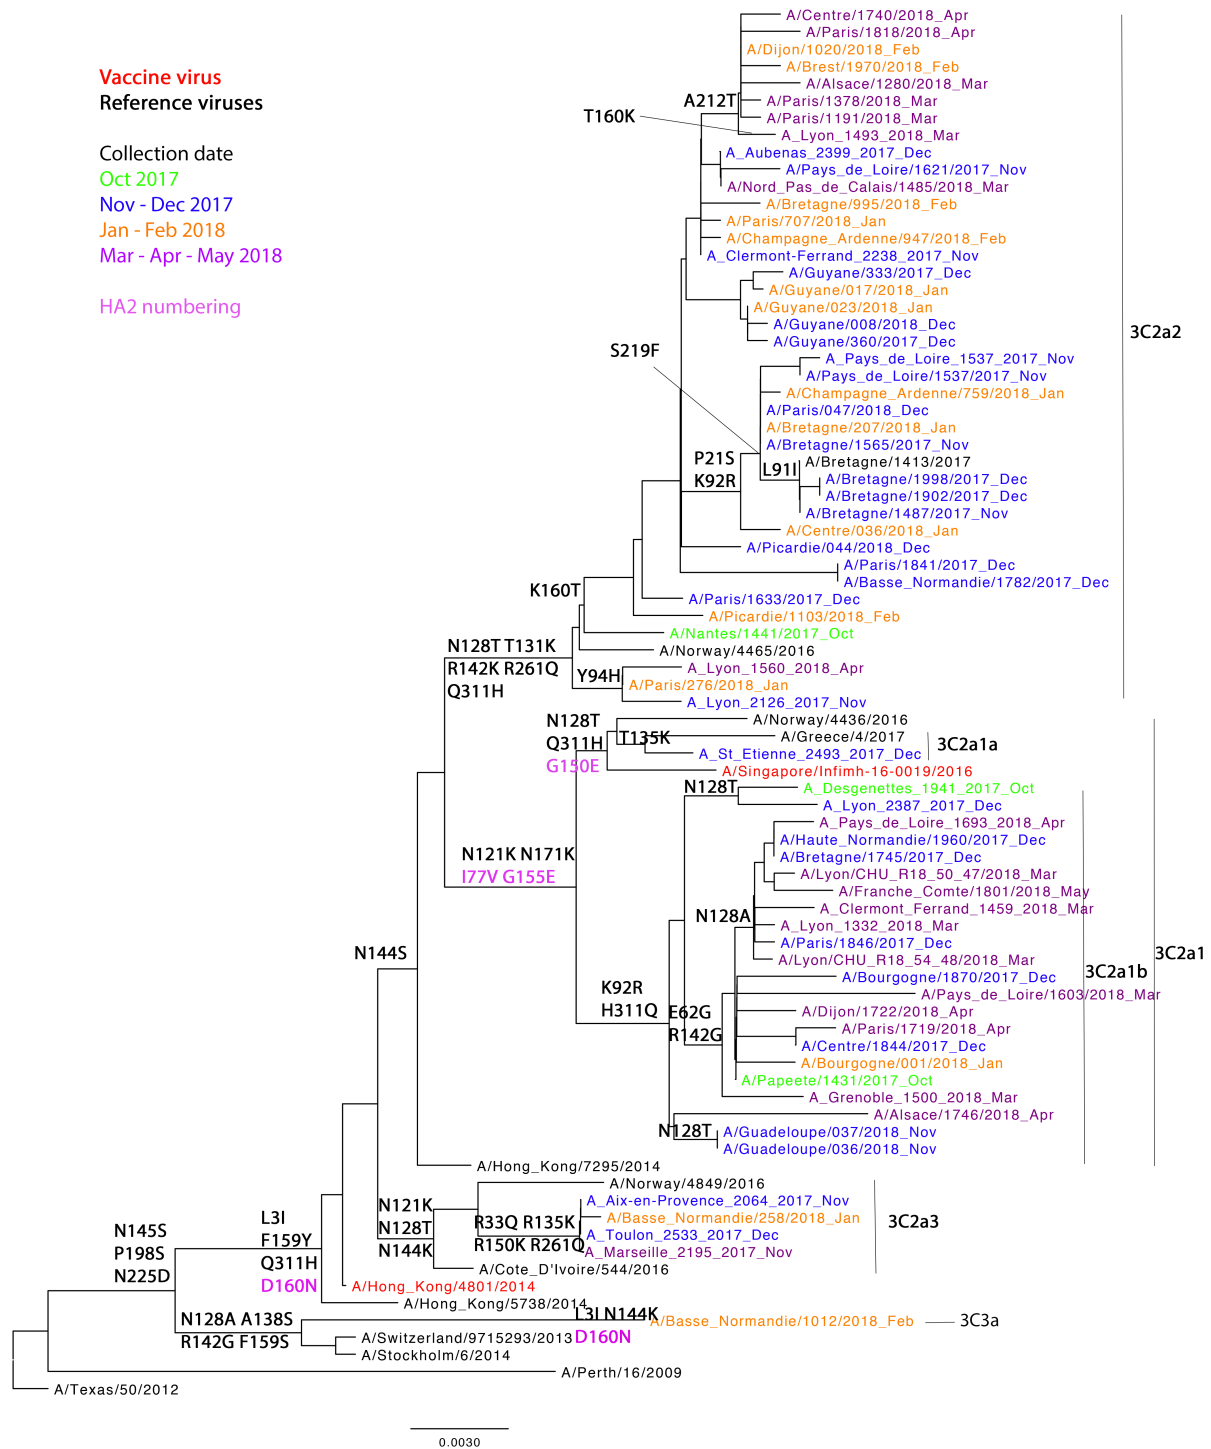 A/Centre/1740/2018_Apr
A/Paris/1818/2018_Apr
A/Dijon/1020/2018_Feb
A/Brest/1970/2018_Feb
Vaccine virus
A/Alsace/1280/2018_Mar
Reference viruses
A212T
A/Paris/1378/2018_Mar
T160K
A/Paris/1191/2018_Mar
A_Lyon_1493_2018_Mar
Collection date
A_Aubenas_2399_2017_Dec
A/Pays_de_Loire/1621/2017_Nov
Oct 2017
A/Nord_Pas_de_Calais/1485/2018_Mar
Nov - Dec 2017
A/Bretagne/995/2018_Feb
A/Paris/707/2018_Jan
Jan - Feb 2018
A/Champagne_Ardenne/947/2018_Feb
Mar - Apr - May 2018
A_Clermont-Ferrand_2238_2017_Nov
A/Guyane/333/2017_Dec
A/Guyane/017/2018_Jan
HA2 numbering
A/Guyane/023/2018_Jan
A/Guyane/008/2018_Dec
3C2a2
A/Guyane/360/2017_Dec
S219F
A_Pays_de_Loire_1537_2017_Nov
A/Pays_de_Loire/1537/2017_Nov
A/Champagne_Ardenne/759/2018_Jan
A/Paris/047/2018_Dec
A/Bretagne/207/2018_Jan
A/Bretagne/1565/2017_Nov
P21S
K92R
L91I
A/Bretagne/1413/2017
A/Bretagne/1998/2017_Dec
A/Bretagne/1902/2017_Dec
A/Bretagne/1487/2017_Nov
A/Centre/036/2018_Jan
A/Picardie/044/2018_Dec
A/Paris/1841/2017_Dec
A/Basse_Normandie/1782/2017_Dec
K160T
A/Paris/1633/2017_Dec
A/Picardie/1103/2018_Feb
A/Nantes/1441/2017_Oct
N128T T131K
R142K R261Q
Q311H
A/Norway/4465/2016
Y94H
A_Lyon_1560_2018_Apr
A/Paris/276/2018_Jan
A_Lyon_2126_2017_Nov
N128T
Q311H
G150E
A/Norway/4436/2016
T135K
A/Greece/4/2017
3C2a1a
A_St_Etienne_2493_2017_Dec
A/Singapore/Infimh-16-0019/2016
N128T
A_Desgenettes_1941_2017_Oct
A_Lyon_2387_2017_Dec
A_Pays_de_Loire_1693_2018_Apr
A/Haute_Normandie/1960/2017_Dec
N121K N171K
I77V G155E
A/Bretagne/1745/2017_Dec
A/Lyon/CHU_R18_50_47/2018_Mar
A/Franche_Comte/1801/2018_May
A_Clermont_Ferrand_1459_2018_Mar
N128A
A_Lyon_1332_2018_Mar
A/Paris/1846/2017_Dec
N144S
3C2a1
A/Lyon/CHU_R18_54_48/2018_Mar
3C2a1b
A/Bourgogne/1870/2017_Dec
K92R
H311Q
A/Pays_de_Loire/1603/2018_Mar
E62G
R142G
A/Dijon/1722/2018_Apr
A/Paris/1719/2018_Apr
A/Centre/1844/2017_Dec
A/Bourgogne/001/2018_Jan
A/Papeete/1431/2017_Oct
A_Grenoble_1500_2018_Mar
A/Alsace/1746/2018_Apr
N128T
A/Guadeloupe/037/2018_Nov
A/Guadeloupe/036/2018_Nov
A/Hong_Kong/7295/2014
A/Norway/4849/2016
N121K
N128T
N144K
A_Aix-en-Provence_2064_2017_Nov
R33Q R135K
R150K R261Q
A/Basse_Normandie/258/2018_Jan
3C2a3
A_Toulon_2533_2017_Dec
A_Marseille_2195_2017_Nov
A/Cote_D'Ivoire/544/2016
N145S
P198S
N225D
L3I
F159Y
Q311H
D160N
A/Hong_Kong/4801/2014
A/Hong_Kong/5738/2014
N128A A138S
R142G F159S
L3I N144K
D160N
A/Basse_Normandie/1012/2018_Feb
3C3a
A/Switzerland/9715293/2013
A/Stockholm/6/2014
A/Perth/16/2009
A/Texas/50/2012
0.0030